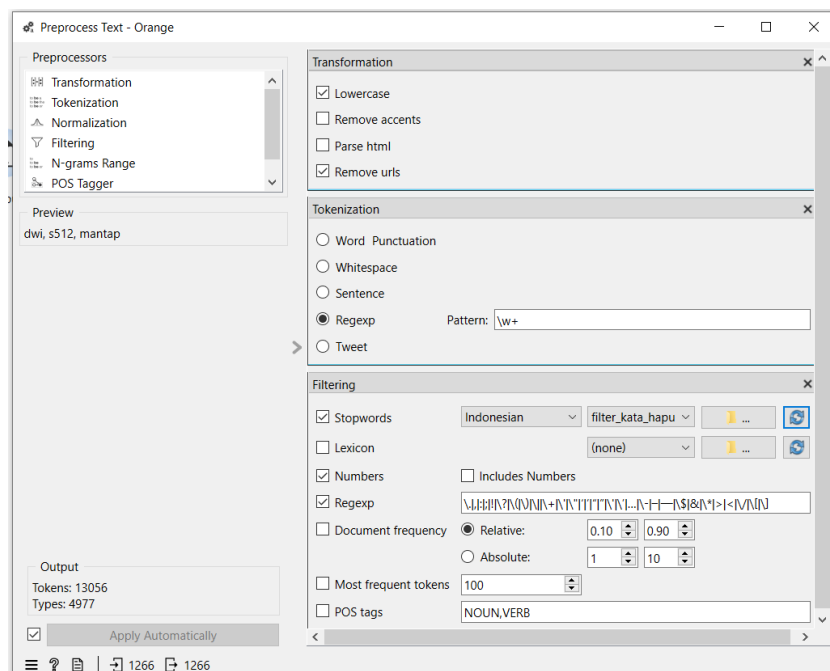 Preprocess Text - Orange
Preprocessors
Transformation
Tokenization
Normalization
Filtering
N-grams Range
POS Tagger
Preview
dwi, s512, mantap
Output
Tokens: 13056
Types: 4977
Apply Automatically
1266 1266
Transformation
Lowercase
Remove accents
Parse html
Remove urls
Tokenization
Word Punctuation
Whitespace
Sentence
Regexp Pattern: \w+
Tweet
Filtering
Stopwords Indonesian filter_kata_hapu ...
Lexicon (none) ...
Numbers Includes Numbers
Regexp \.|,|:|;|!|\?|\(|\)|\||\+|\'|\"|‘|’|“|”|\'|\’|…|\-|–|—|\$|&|\*|>|<|\/|\[|\]
Document frequency Relative: 0.10 0.90
Absolute: 1 10
Most frequent tokens 100
POS tags NOUN,VERB